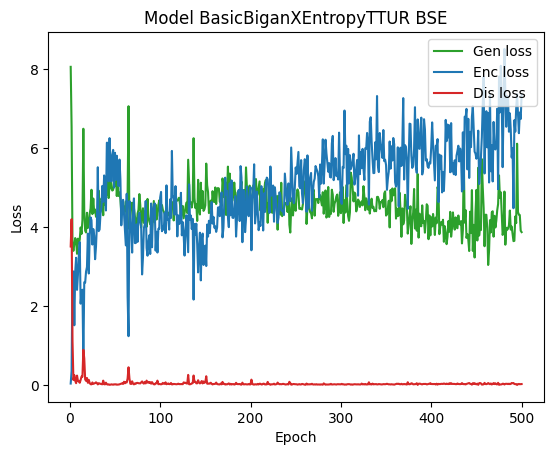 Model BasicBiganXEntropyTTUR BSE
Gen loss
Enc loss
Dis loss
Loss
8
6
4
2
0
0
100
200
300
400
500
Epoch